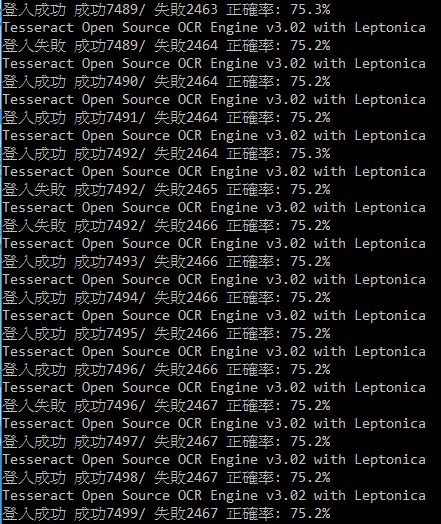 登入成功 成功7489/ 失敗2463 正確率: 75.3%
Tesseract Open Source OCR Engine v3.02 with Leptonica
登入失敗 成功7489/ 失敗2464 正確率: 75.2%
Tesseract Open Source OCR Engine v3.02 with Leptonica
登入成功 成功7490/ 失敗2464 正確率: 75.2%
Tesseract Open Source OCR Engine v3.02 with Leptonica
登入成功 成功7491/ 失敗2464 正確率: 75.2%
Tesseract Open Source OCR Engine v3.02 with Leptonica
登入成功 成功7492/ 失敗2464 正確率: 75.3%
Tesseract Open Source OCR Engine v3.02 with Leptonica
登入失敗 成功7492/ 失敗2465 正確率: 75.2%
Tesseract Open Source OCR Engine v3.02 with Leptonica
登入失敗 成功7492/ 失敗2466 正確率: 75.2%
Tesseract Open Source OCR Engine v3.02 with Leptonica
登入成功 成功7493/ 失敗2466 正確率: 75.2%
Tesseract Open Source OCR Engine v3.02 with Leptonica
登入成功 成功7494/ 失敗2466 正確率: 75.2%
Tesseract Open Source OCR Engine v3.02 with Leptonica
登入成功 成功7495/ 失敗2466 正確率: 75.2%
Tesseract Open Source OCR Engine v3.02 with Leptonica
登入成功 成功7496/ 失敗2466 正確率: 75.2%
Tesseract Open Source OCR Engine v3.02 with Leptonica
登入失敗 成功7496/ 失敗2467 正確率: 75.2%
Tesseract Open Source OCR Engine v3.02 with Leptonica
登入成功 成功7497/ 失敗2467 正確率: 75.2%
Tesseract Open Source OCR Engine v3.02 with Leptonica
登入成功 成功7498/ 失敗2467 正確率: 75.2%
Tesseract Open Source OCR Engine v3.02 with Leptonica
登入成功 成功7499/ 失敗2467 正確率: 75.2%